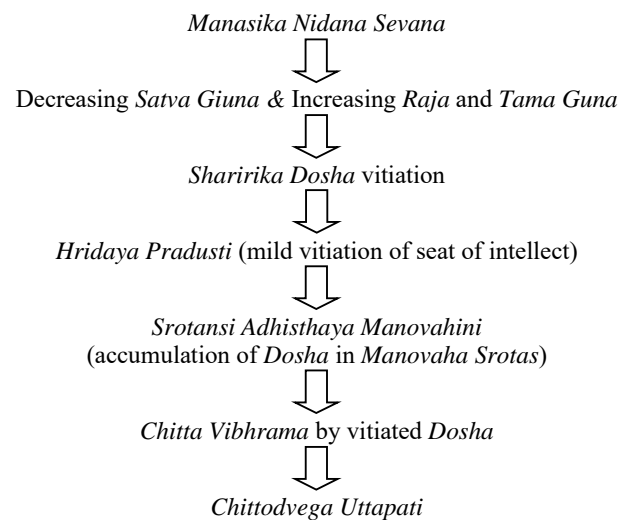 Manasika Nidana Sevana
Decreasing Satva Giuna & Increasing Raja and Tama Guna
Sharirika Dosha vitiation
Hridaya Pradusti (mild vitiation of seat of intellect)
Srotansi Adhisthaya Manovahini
(accumulation of Dosha in Manovaha Srotas)
Chitta Vibhrama by vitiated Dosha
Chittodvega Uttapati